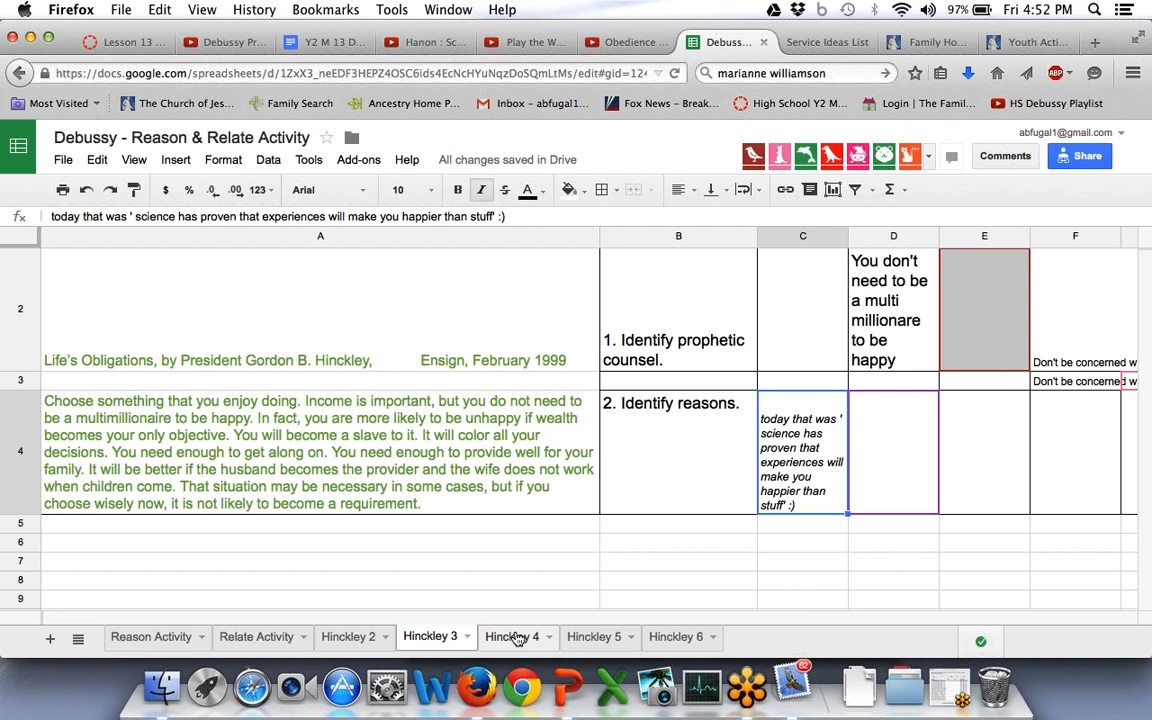 Firefox File Edit View History Bookmarks Tools Window Help 97% Fri 4:52 PM
Lesson 13 ... Debussy Pr... Y2 M 13 D... Hanon : Sc... Play the W... Obedience ... Debuss... Service Ideas List Family Ho... Youth Acti...
https://docs.google.com/spreadsheets/d/1ZxX3_neEDF3HEPZ4OSC6ids4EcNcHYuNqzDoSQmLtMs/edit#gid=12 marianne williamson ABP
Most Visited The Church of Jes... Family Search Ancestry Home P... Inbox - abfugal1... Fox News - Break... High School Y2 M... Login | The Famil... HS Debussy Playlist
Debussy - Reason & Relate Activity abfugal1@gmail.com
File Edit View Insert Format Data Tools Add-ons Help All changes saved in Drive Comments Share
$ % .0 .00 123 Arial 10 B I S A Σ
fx today that was ' science has proven that experiences will make you happier than stuff' :)
A B C D E F
2
Life's Obligations, by President Gordon B. Hinckley, Ensign, February 1999
1. Identify prophetic
counsel.
You don't
need to be
a multi
millionare
to be
happy
Don't be concerned w
3
Don't be concerned w
4
Choose something that you enjoy doing. Income is important, but you do not need to
be a multimillionaire to be happy. In fact, you are more likely to be unhappy if wealth
becomes your only objective. You will become a slave to it. It will color all your
decisions. You need enough to get along on. You need enough to provide well for your
family. It will be better if the husband becomes the provider and the wife does not work
when children come. That situation may be necessary in some cases, but if you
choose wisely now, it is not likely to become a requirement.
2. Identify reasons.
today that was '
science has
proven that
experiences will
make you
happier than
stuff' :)
5
6
7
8
9
Reason Activity Relate Activity Hinckley 2 Hinckley 3 Hinckley 4 Hinckley 5 Hinckley 6
62